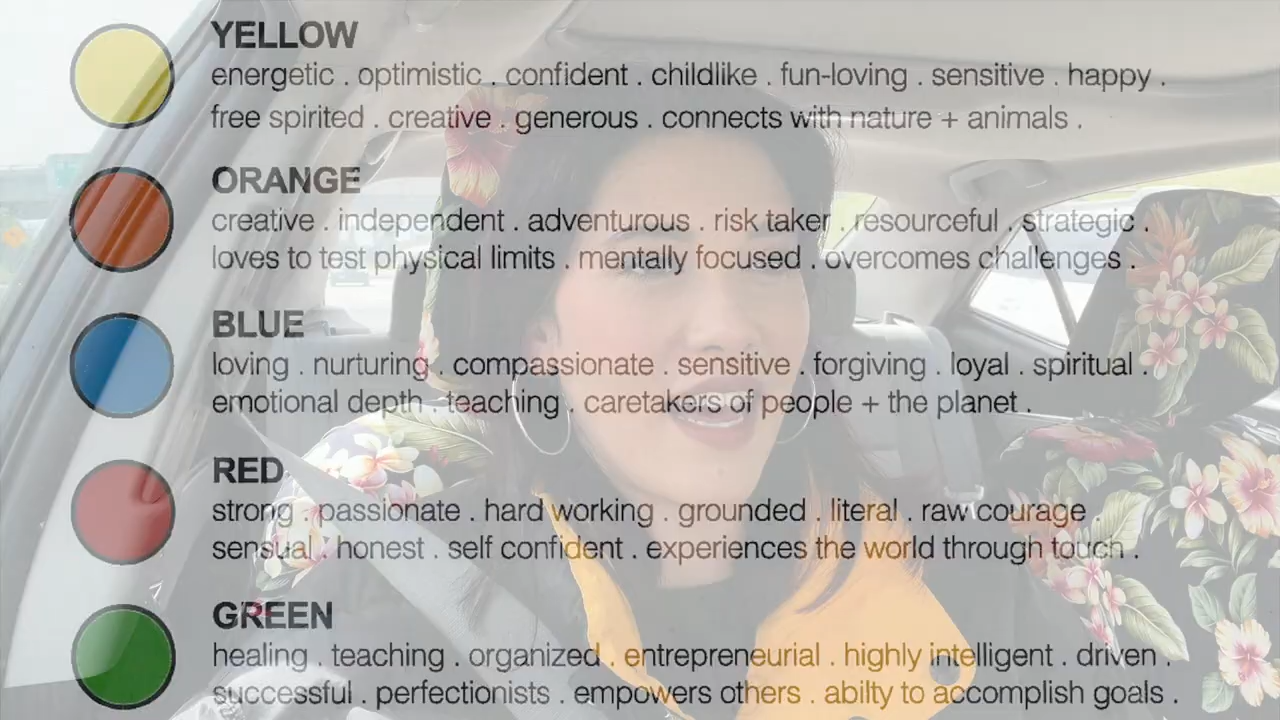 YELLOW
energetic . optimistic . confident . childlike . fun-loving . sensitive . happy .
free spirited . creative . generous . connects with nature + animals .
ORANGE
creative . independent . adventurous . risk taker . resourceful . strategic .
loves to test physical limits . mentally focused . overcomes challenges .
BLUE
loving . nurturing . compassionate . sensitive . forgiving . loyal . spiritual .
emotional depth . teaching . caretakers of people + the planet .
RED
strong . passionate . hard working . grounded . literal . raw courage .
sensual . honest . self confident . experiences the world through touch .
GREEN
healing . teaching . organized . entrepreneurial . highly intelligent . driven .
successful . perfectionists . empowers others . abilty to accomplish goals .